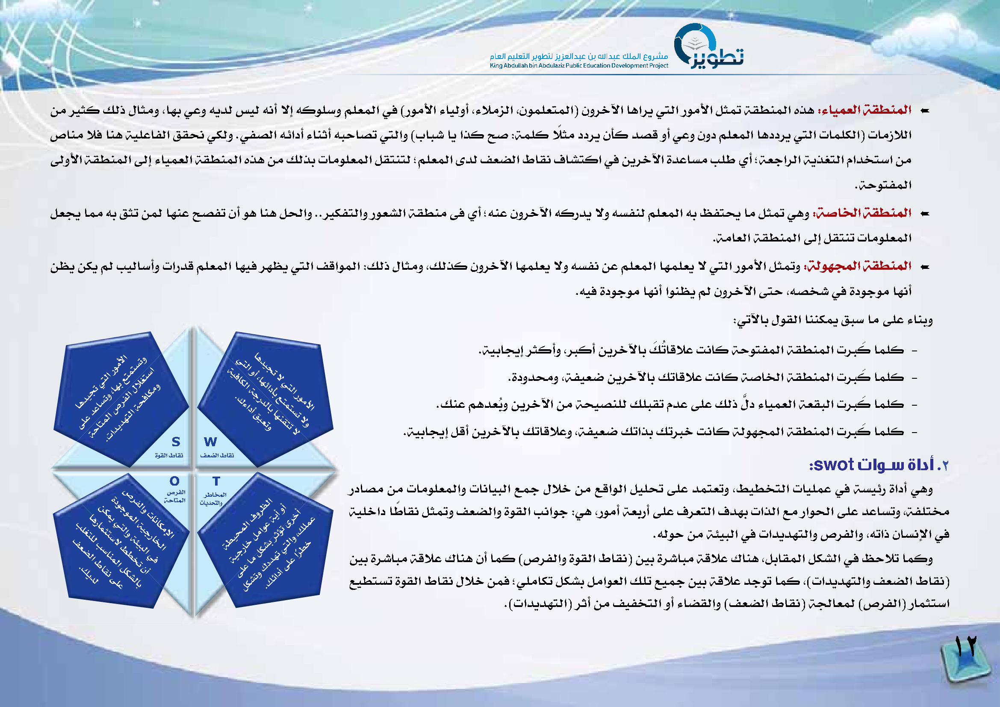 تطوير
مشروع الملك عبدالله بن عبدالعزيز لتطوير التعليم العام
King Abdullah bin Abdulaziz Public Education Development Project
المنطقة العمياء: هذه المنطقة تمثل الأمور التي يراها الآخرون (المتعلمون، الزملاء، أولياء الأمور) في المعلم وسلوكه إلا أنه ليس لديه وعي بها، ومثال ذلك كثير من
اللازمات (الكلمات التي يرددها المعلم دون وعي أو قصد كأن يردد مثلًا كلمة: صح كذا يا شباب) والتي تصاحبه أثناء أدائه الصفي. ولكي نحقق الفاعلية هنا فلا مناص
من استخدام التغذية الراجعة؛ أي طلب مساعدة الآخرين في اكتشاف نقاط الضعف لدى المعلم؛ لتنتقل المعلومات بذلك من هذه المنطقة العمياء إلى المنطقة الأولى
المفتوحة.
المنطقة الخاصة: وهي تمثل ما يحتفظ به المعلم لنفسه ولا يدركه الآخرون عنه؛ أي فى منطقة الشعور والتفكير.. والحل هنا هو أن تفصح عنها لمن تثق به مما يجعل
المعلومات تنتقل إلى المنطقة العامة.
المنطقة المجهولة: وتمثل الأمور التي لا يعلمها المعلم عن نفسه ولا يعلمها الآخرون كذلك، ومثال ذلك: المواقف التي يظهر فيها المعلم قدرات وأساليب لم يكن يظن
أنها موجودة في شخصه، حتى الآخرون لم يظنوا أنها موجودة فيه.
وبناء على ما سبق يمكننا القول بالآتي:
- كلما كَبرت المنطقة المفتوحة كانت علاقاتُكَ بالآخرين أكبر، وأكثر إيجابية.
- كلما كَبرت المنطقة الخاصة كانت علاقاتك بالآخرين ضعيفة، ومحدودة.
- كلما كَبرت البقعة العمياء دلَّ ذلك على عدم تقبلك للنصيحة من الآخرين وبُعدهم عنك.
- كلما كَبرت المنطقة المجهولة كانت خبرتك بذاتك ضعيفة، وعلاقاتك بالآخرين أقل إيجابية.
٢. أداة سـوات swot:
وهي أداة رئيسة في عمليات التخطيط، وتعتمد على تحليل الواقع من خلال جمع البيانات والمعلومات من مصادر
مختلفة، وتساعد على الحوار مع الذات بهدف التعرف على أربعة أمور، هي: جوانب القوة والضعف وتمثل نقاطًا داخلية
في الإنسان ذاته، والفرص والتهديدات في البيئة من حوله.
وكما تلاحظ في الشكل المقابل، هناك علاقة مباشرة بين (نقاط القوة والفرص) كما أن هناك علاقة مباشرة بين
(نقاط الضعف والتهديدات)، كما توجد علاقة بين جميع تلك العوامل بشكل تكاملي؛ فمن خلال نقاط القوة تستطيع
استثمار (الفرص) لمعالجة (نقاط الضعف) والقضاء أو التخفيف من أثر (التهديدات).
الأمور التي لا تجيدها
ولا تستمتع بأدائها، أو التي
لا تتقنها بالدرجة الكافية
وتعيق أداءك.
W
نقاط الضعف
الأمور التي تجيدها
وتستمتع بها، وتساعد على
استغلال الفرص المتاحة
ومكافحة التهديدات.
S
نقاط القوة
T
المخاطر
والتحديات
الظروف المحيطة
أو أية عوامل خارجية
أخرى تؤثر بشكل ما على
عملك، والتي تهددك وتشكل
خطرًا على أدائك.
O
الفرص
المتاحة
الإمكانات والفرص
الخارجية الموجودة
في البيئة والتي يمكن
أن تخطط لاستثمارها
بالشكل المناسب للتغلب
على نقاط الضعف
لديك.
١٢